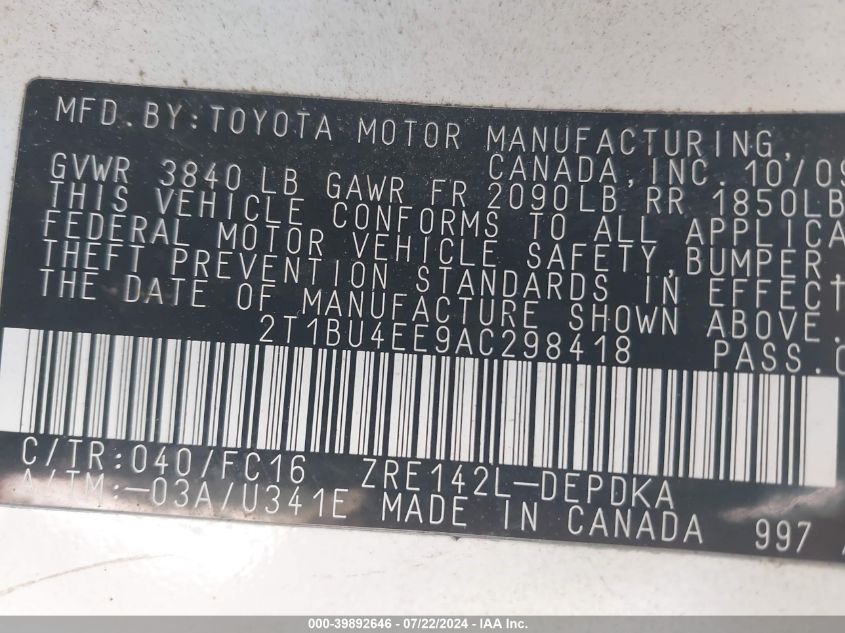 MFD.BY:TOYOTA MOTOR MANUFACTURING,
CANADA,INC. 10/09
GVWR 3840 LB GAWR FR 2090LB RR 1850LB
THIS VEHICLE CONFORMS TO ALL APPLICA
FEDERAL MOTOR VEHICLE SAFETY,BUMPER
THEFT PREVENTION STANDARDS IN EFFECT
THE DATE OF MANUFACTURE SHOWN ABOVE.
2T1BU4EE9AC298418 PASS.
C/TR:040/FC16 ZRE142L-DEPDKA
A/TM:-03A/U341E MADE IN CANADA 997 A
000-39892646 - 07/22/2024 - IAA Inc.